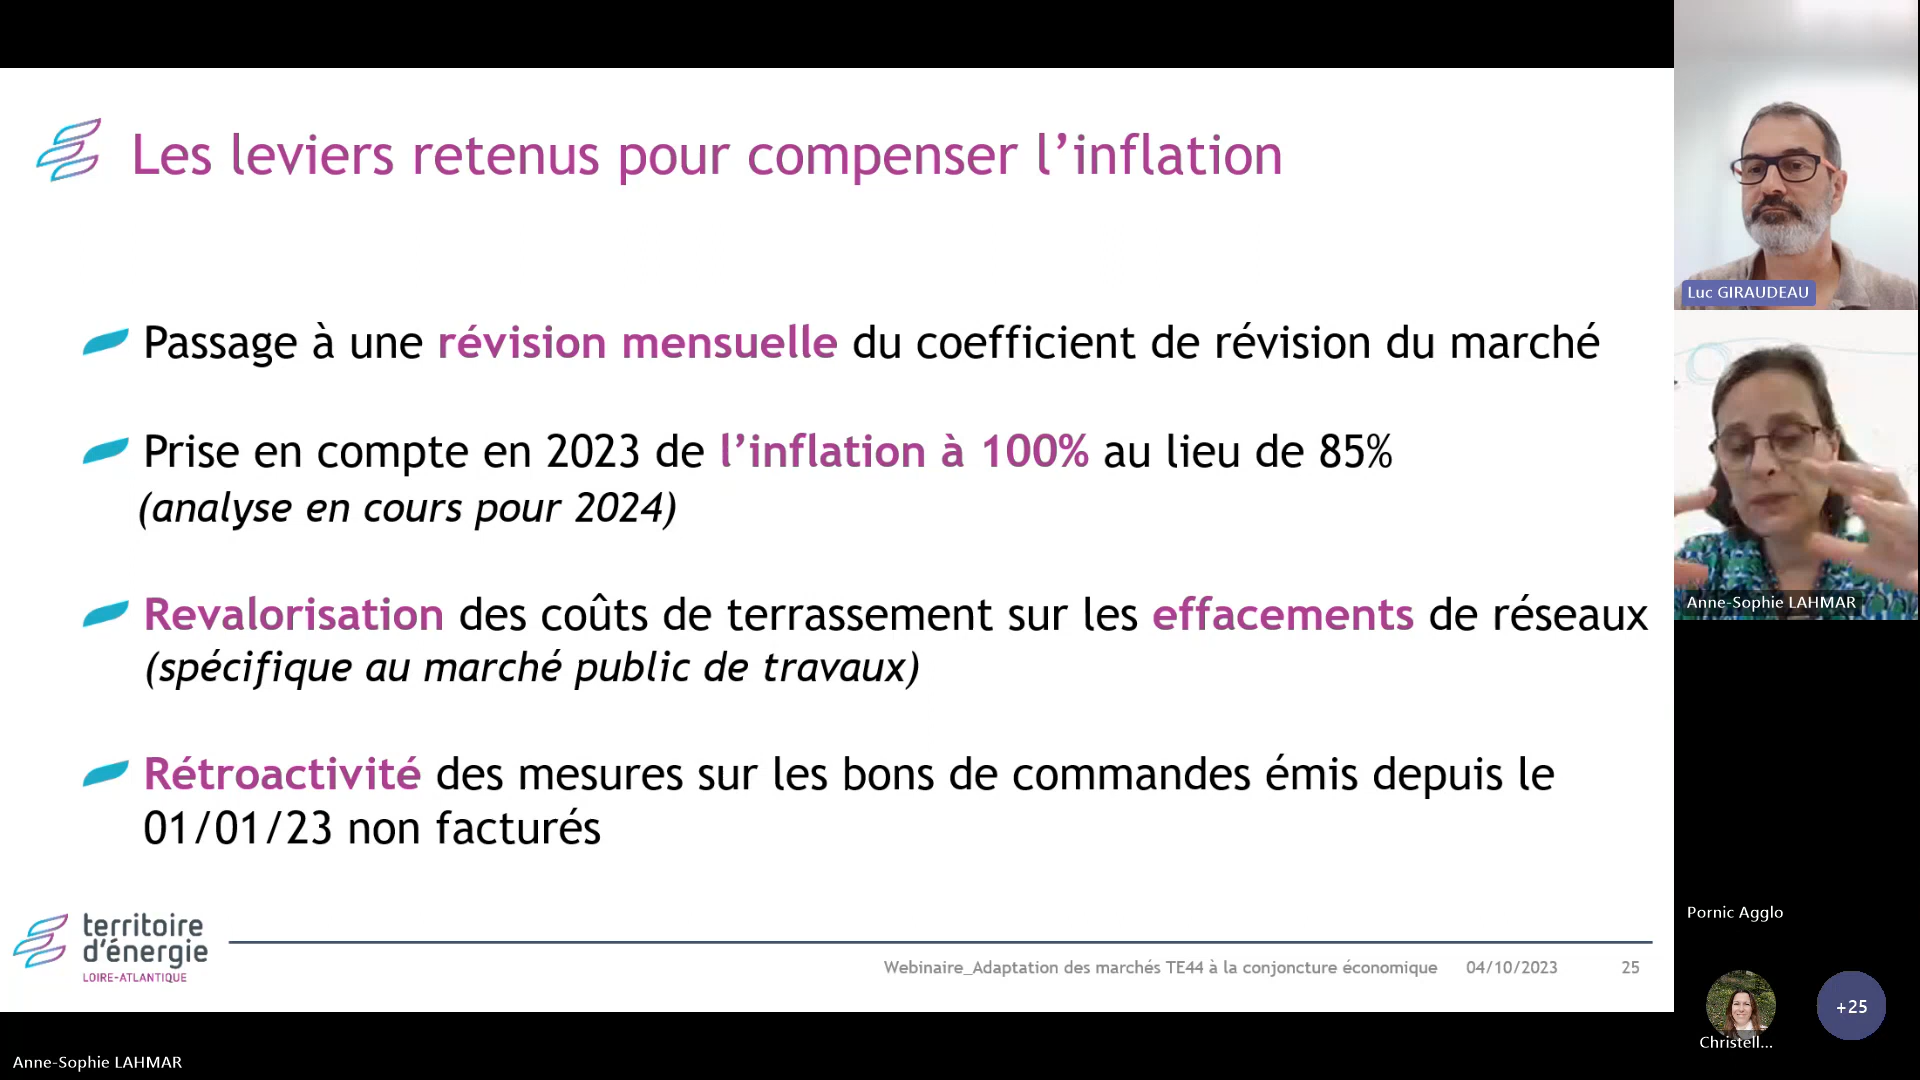 Les leviers retenus pour compenser l’inflation
Passage à une révision mensuelle du coefficient de révision du marché
Prise en compte en 2023 de l’inflation à 100% au lieu de 85%
(analyse en cours pour 2024)
Revalorisation des coûts de terrassement sur les effacements de réseaux
(spécifique au marché public de travaux)
Rétroactivité des mesures sur les bons de commandes émis depuis le
01/01/23 non facturés
territoire
d’énergie
LOIRE-ATLANTIQUE
Webinaire_Adaptation des marchés TE44 à la conjoncture économique 04/10/2023 25
Luc GIRAUDEAU
Anne-Sophie LAHMAR
Pornic Agglo
Christell...
+25
Anne-Sophie LAHMAR